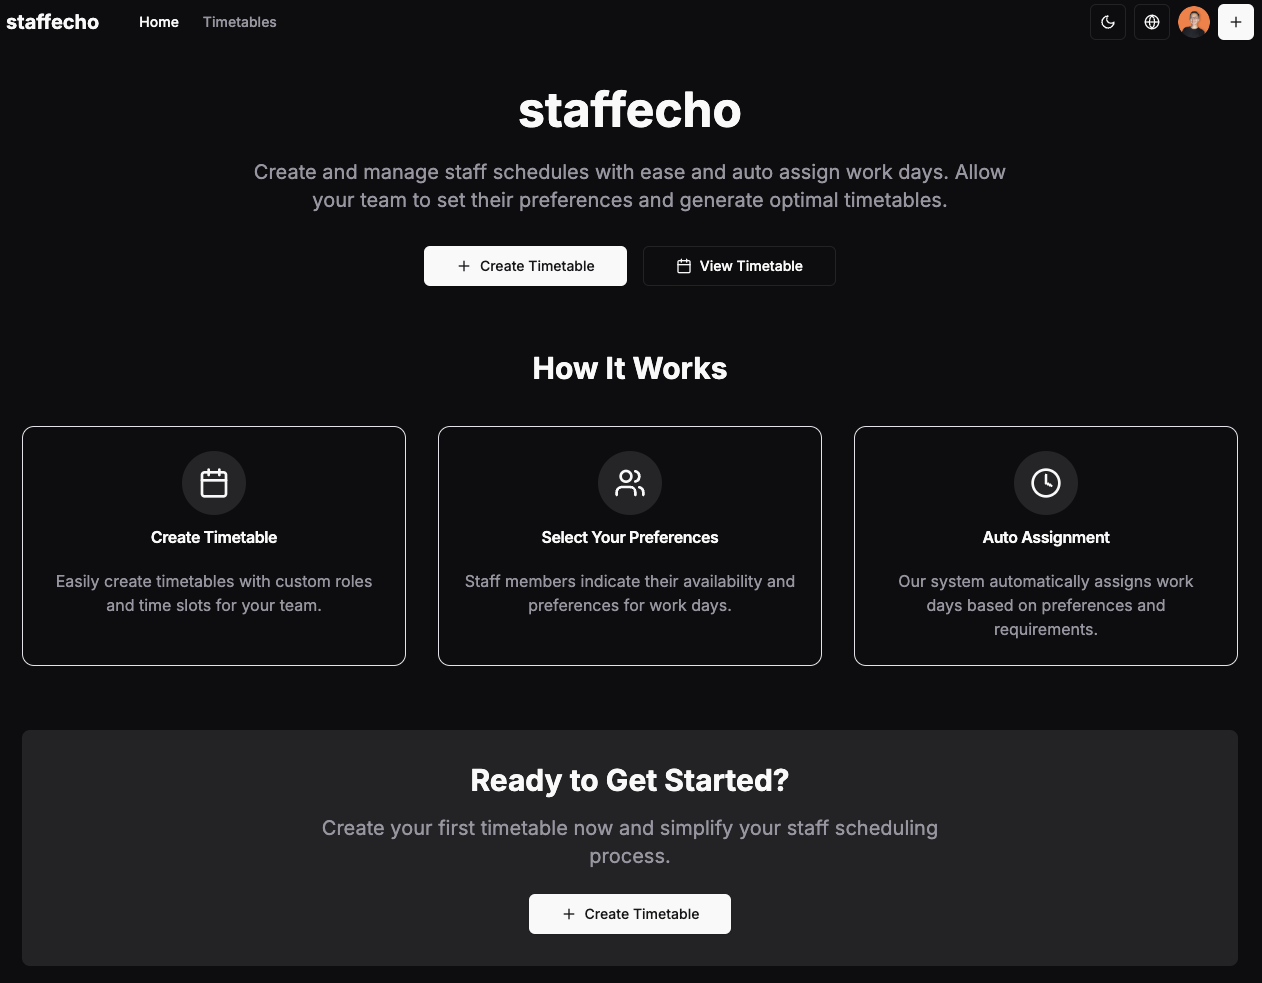 staffecho Home Timetables
staffecho
Create and manage staff schedules with ease and auto assign work days. Allow
your team to set their preferences and generate optimal timetables.
Create Timetable View Timetable
How It Works
Create Timetable
Easily create timetables with custom roles
and time slots for your team.
Select Your Preferences
Staff members indicate their availability and
preferences for work days.
Auto Assignment
Our system automatically assigns work
days based on preferences and
requirements.
Ready to Get Started?
Create your first timetable now and simplify your staff scheduling
process.
Create Timetable